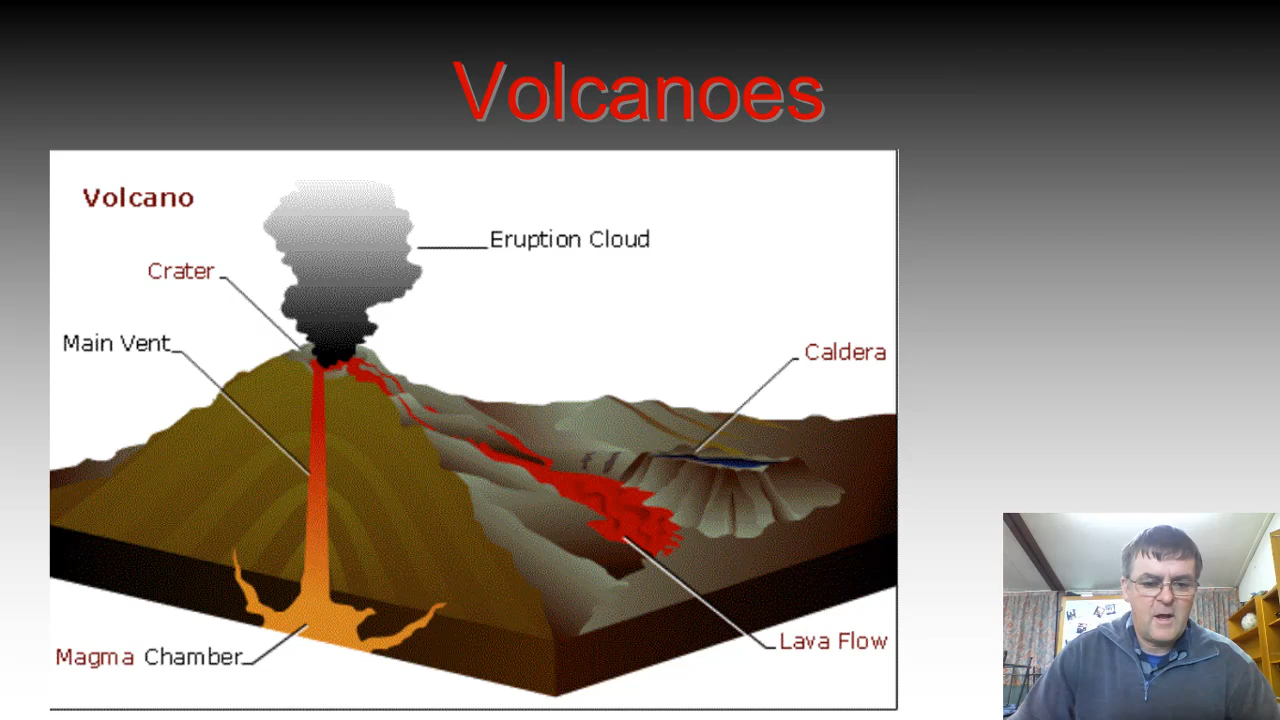 Volcanoes
Volcano
Eruption Cloud
Crater
Main Vent
Caldera
Lava Flow
Magma Chamber